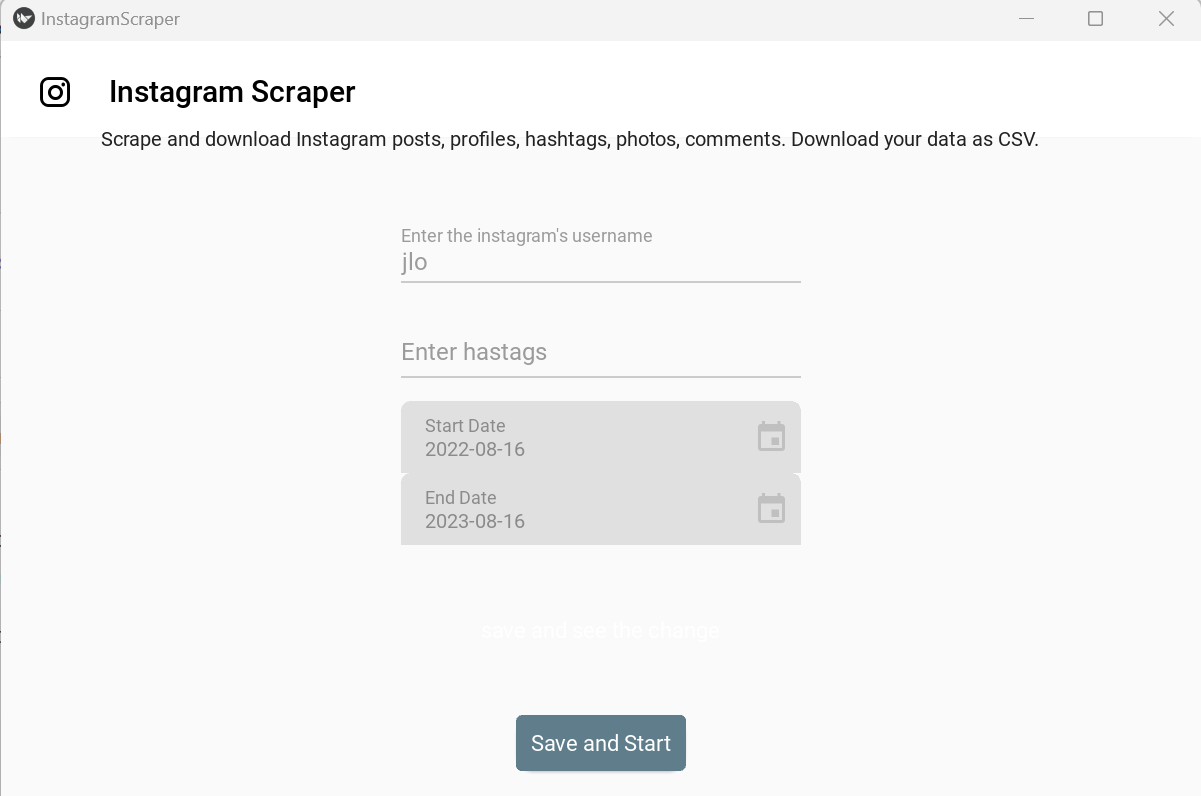 InstagramScraper
Instagram Scraper
Scrape and download Instagram posts, profiles, hashtags, photos, comments. Download your data as CSV.
Enter the instagram's username
jlo
Enter hastags
Start Date
2022-08-16
End Date
2023-08-16
save and see the change
Save and Start